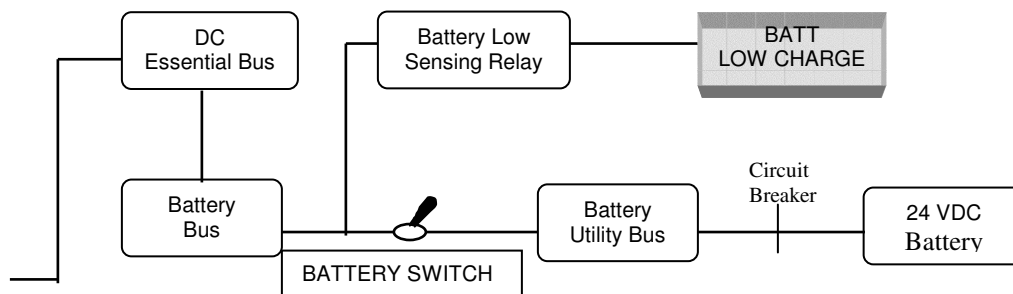 DC
Essential Bus
Battery Low
Sensing Relay
BATT
LOW CHARGE
Battery
Bus
BATTERY SWITCH
Battery
Utility Bus
Circuit
Breaker
24 VDC
Battery